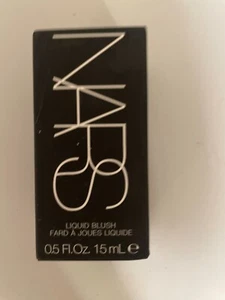 NARS
LIQUID BLUSH
FARD À JOUES LIQUIDE
0.5 Fl.Oz. 15 mL ℮